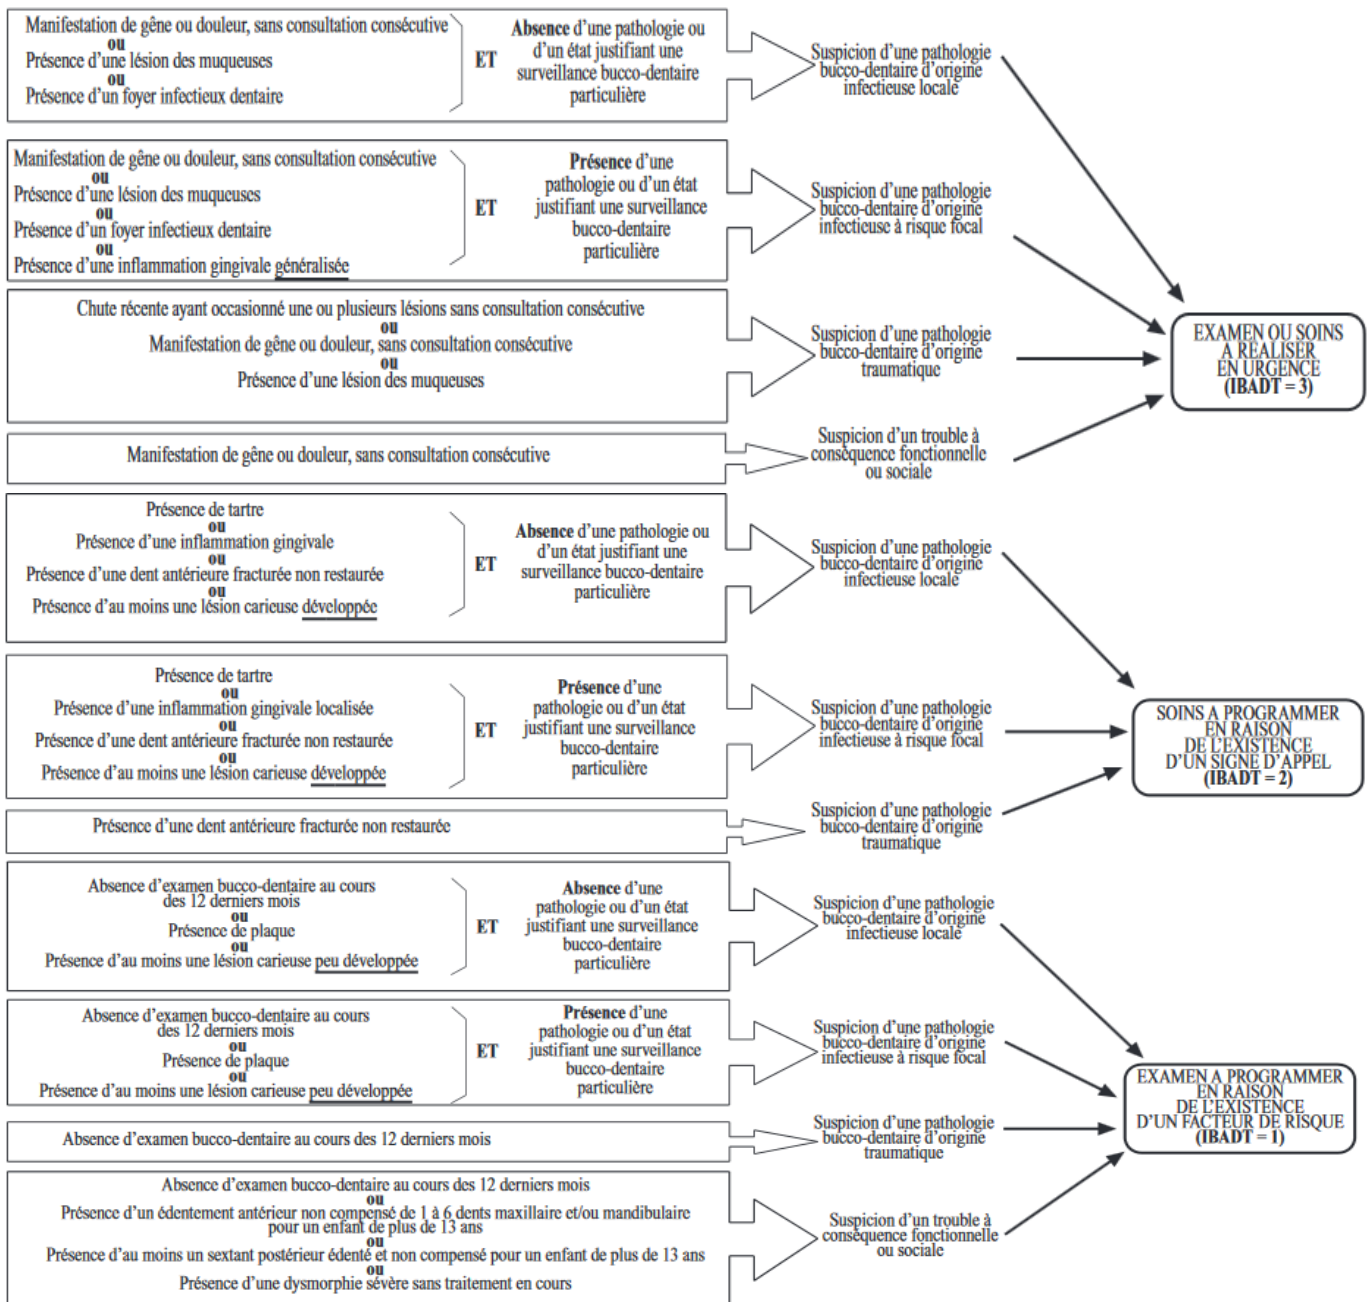 Manifestation de gêne ou douleur, sans consultation consécutive
ou
Présence d'une lésion des muqueuses
ou
Présence d'un foyer infectieux dentaire
ET
Absence d'une pathologie ou
d'un état justifiant une
surveillance bucco-dentaire
particulière
Suspicion d'une pathologie
bucco-dentaire d'origine
infectieuse locale
Manifestation de gêne ou douleur, sans consultation consécutive
ou
Présence d'une lésion des muqueuses
ou
Présence d'un foyer infectieux dentaire
ou
Présence d'une inflammation gingivale généralisée
ET
Présence d'une
pathologie ou d'un état
justifiant une surveillance
bucco-dentaire
particulière
Suspicion d'une pathologie
bucco-dentaire d'origine
infectieuse à risque focal
Chute récente ayant occasionné une ou plusieurs lésions sans consultation consécutive
ou
Manifestation de gêne ou douleur, sans consultation consécutive
ou
Présence d'une lésion des muqueuses
Suspicion d'une pathologie
bucco-dentaire d'origine
traumatique
Manifestation de gêne ou douleur, sans consultation consécutive
Suspicion d'un trouble à
conséquence fonctionnelle
ou sociale
EXAMEN OU SOINS
A REALISER
EN URGENCE
(IBADT = 3)
Présence de tartre
ou
Présence d'une inflammation gingivale
ou
Présence d'une dent antérieure fracturée non restaurée
ou
Présence d'au moins une lésion carieuse développée
ET
Absence d'une pathologie ou
d'un état justifiant une
surveillance bucco-dentaire
particulière
Suspicion d'une pathologie
bucco-dentaire d'origine
infectieuse locale
Présence de tartre
ou
Présence d'une inflammation gingivale localisée
ou
Présence d'une dent antérieure fracturée non restaurée
ou
Présence d'au moins une lésion carieuse développée
ET
Présence d'une
pathologie ou d'un état
justifiant une surveillance
bucco-dentaire
particulière
Suspicion d'une pathologie
bucco-dentaire d'origine
infectieuse à risque focal
Présence d'une dent antérieure fracturée non restaurée
Suspicion d'une pathologie
bucco-dentaire d'origine
traumatique
SOINS A PROGRAMMER
EN RAISON
DE L'EXISTENCE
D'UN SIGNE D'APPEL
(IBADT = 2)
Absence d'examen bucco-dentaire au cours
des 12 derniers mois
ou
Présence de plaque
ou
Présence d'au moins une lésion carieuse peu développée
ET
Absence d'une
pathologie ou d'un état
justifiant une surveillance
bucco-dentaire
particulière
Suspicion d'une pathologie
bucco-dentaire d'origine
infectieuse locale
Absence d'examen bucco-dentaire au cours
des 12 derniers mois
ou
Présence de plaque
ou
Présence d'au moins une lésion carieuse peu développée
ET
Présence d'une
pathologie ou d'un état
justifiant une surveillance
bucco-dentaire
particulière
Suspicion d'une pathologie
bucco-dentaire d'origine
infectieuse à risque focal
Absence d'examen bucco-dentaire au cours des 12 derniers mois
Suspicion d'une pathologie
bucco-dentaire d'origine
traumatique
Absence d'examen bucco-dentaire au cours des 12 derniers mois
ou
Présence d'un édentement antérieur non compensé de 1 à 6 dents maxillaire et/ou mandibulaire
pour un enfant de plus de 13 ans
ou
Présence d'au moins un sextant postérieur édenté et non compensé pour un enfant de plus de 13 ans
ou
Présence d'une dysmorphie sévère sans traitement en cours
Suspicion d'un trouble à
conséquence fonctionnelle
ou sociale
EXAMEN A PROGRAMMER
EN RAISON
DE L'EXISTENCE
D'UN FACTEUR DE RISQUE
(IBADT = 1)